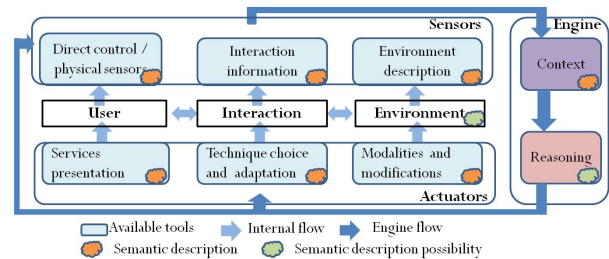 Sensors
Engine
Direct control /
physical sensors
Interaction
information
Environment
description
Context
User
Interaction
Environment
Services
presentation
Technique choice
and adaptation
Modalities and
modifications
Reasoning
Actuators
Available tools
Internal flow
Engine flow
Semantic description
Semantic description possibility